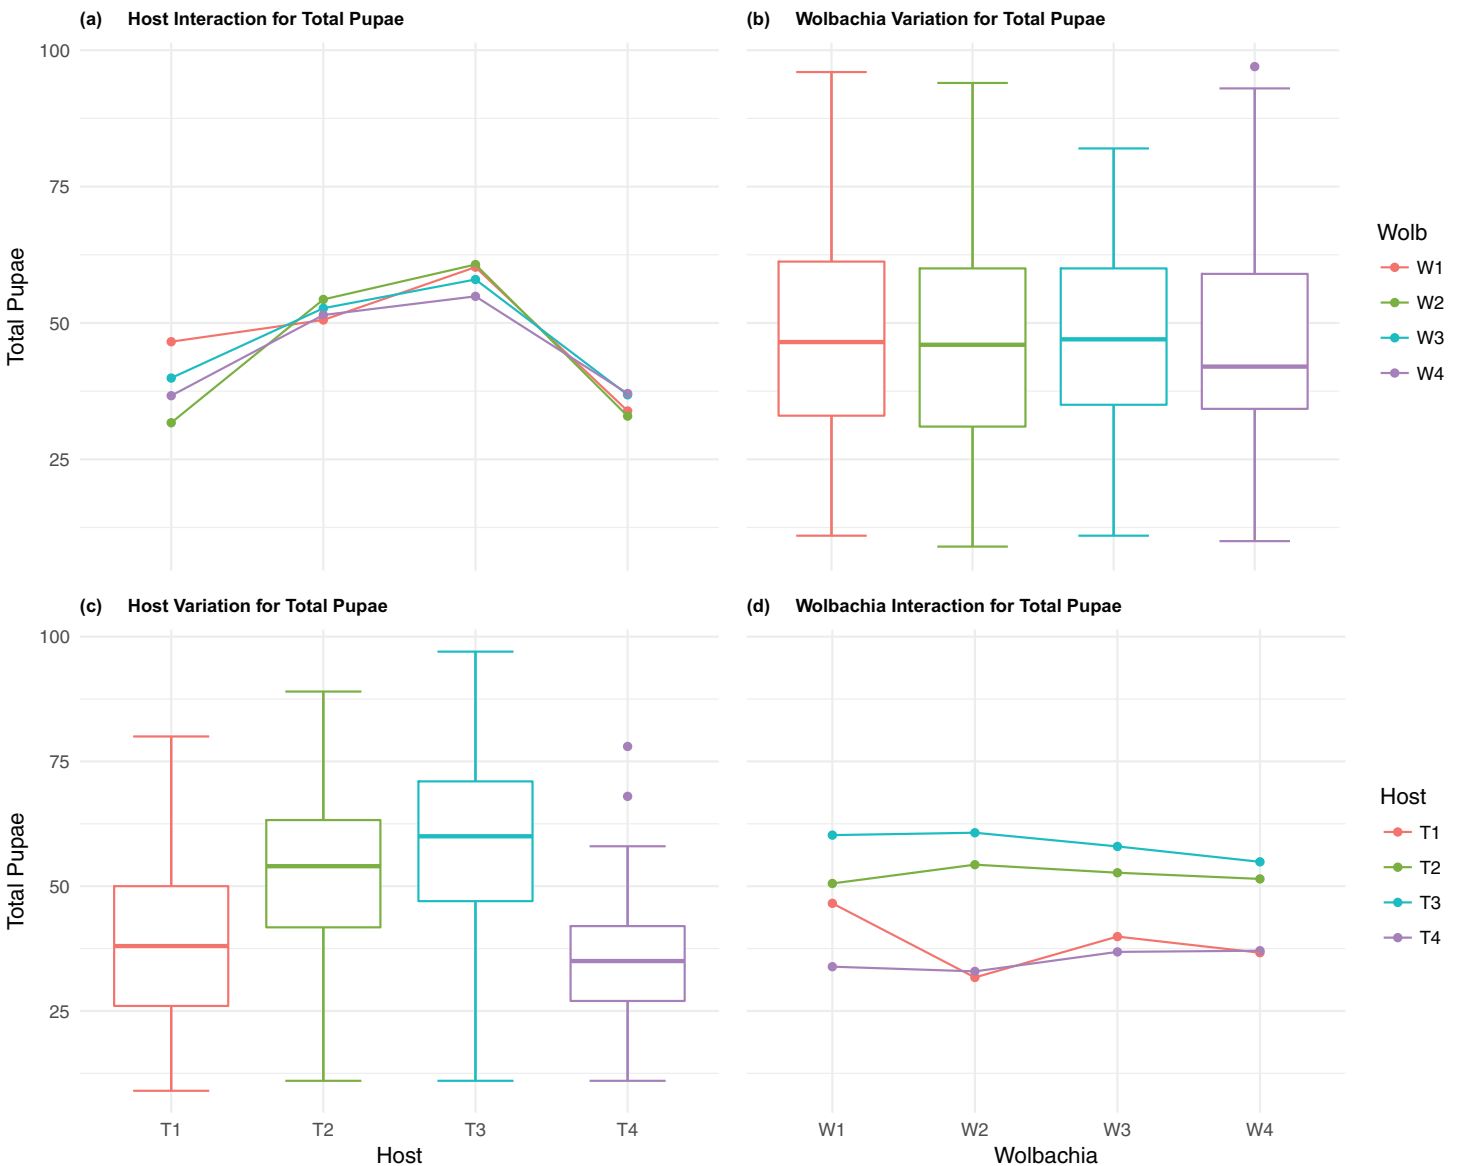 (a) Host Interaction for Total Pupae
(b) Wolbachia Variation for Total Pupae
100
75
50
25
Total Pupae
Wolb
W1
W2
W3
W4
(c) Host Variation for Total Pupae
(d) Wolbachia Interaction for Total Pupae
100
75
50
25
Total Pupae
T1 T2 T3 T4
Host
W1 W2 W3 W4
Wolbachia
Host
T1
T2
T3
T4